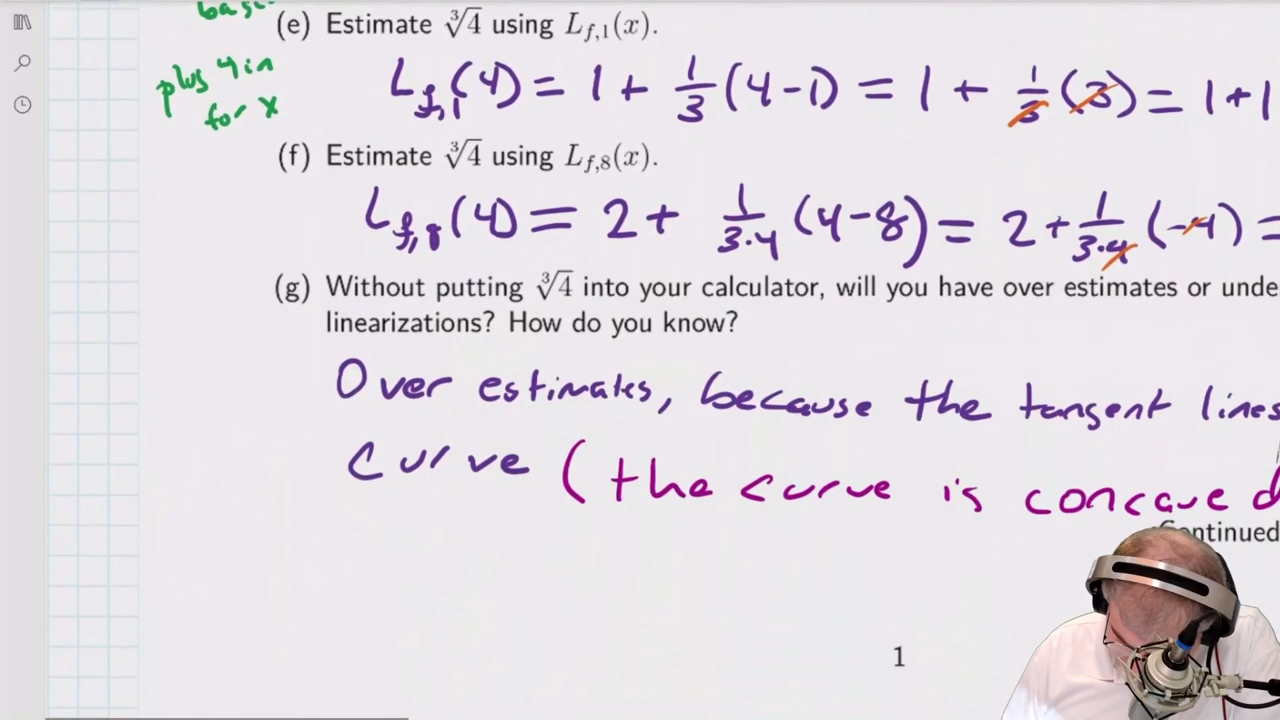 basi
(e) Estimate ∛4 using L_{f,1}(x).
plug 4 in
for x
L_{f,1}(4) = 1 + 1/3 (4-1) = 1 + 1/3 (3) = 1+1
(f) Estimate ∛4 using L_{f,8}(x).
L_{f,8}(4) = 2 + 1/3·4 (4-8) = 2 + 1/3·4 (-4) =
(g) Without putting ∛4 into your calculator, will you have over estimates or unde
linearizations? How do you know?
Over estimates, because the tangent lines
curve (the curve is concave d
Continued
1